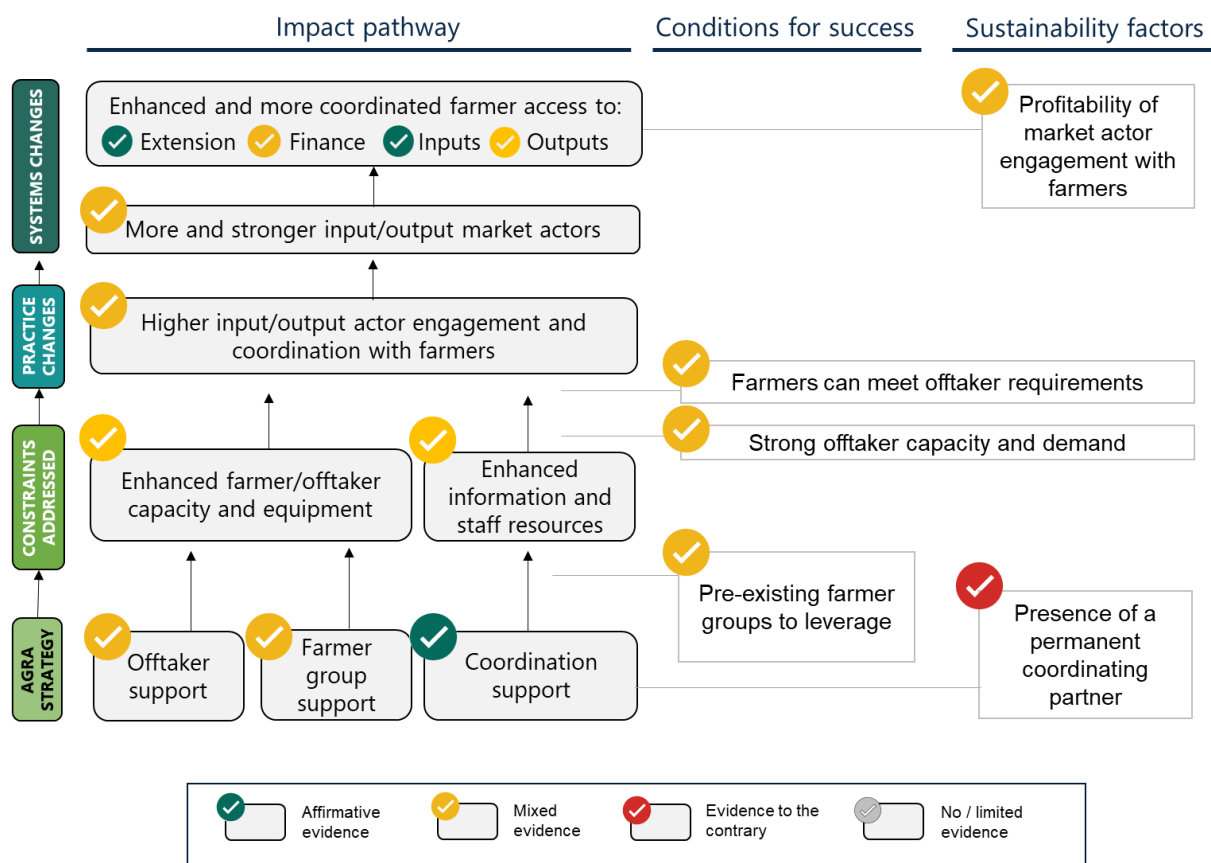 Impact pathway
Conditions for success
Sustainability factors
SYSTEMS CHANGES
Enhanced and more coordinated farmer access to:
Extension
Finance
Inputs
Outputs
Profitability of
market actor
engagement with
farmers
More and stronger input/output market actors
PRACTICE
CHANGES
Higher input/output actor engagement and
coordination with farmers
Farmers can meet offtaker requirements
Strong offtaker capacity and demand
CONSTRAINTS
ADDRESSED
Enhanced farmer/offtaker
capacity and equipment
Enhanced
information and
staff resources
Pre-existing farmer
groups to leverage
AGRA
STRATEGY
Offtaker
support
Farmer
group
support
Coordination
support
Presence of a
permanent
coordinating
partner
Affirmative
evidence
Mixed
evidence
Evidence to the
contrary
No / limited
evidence